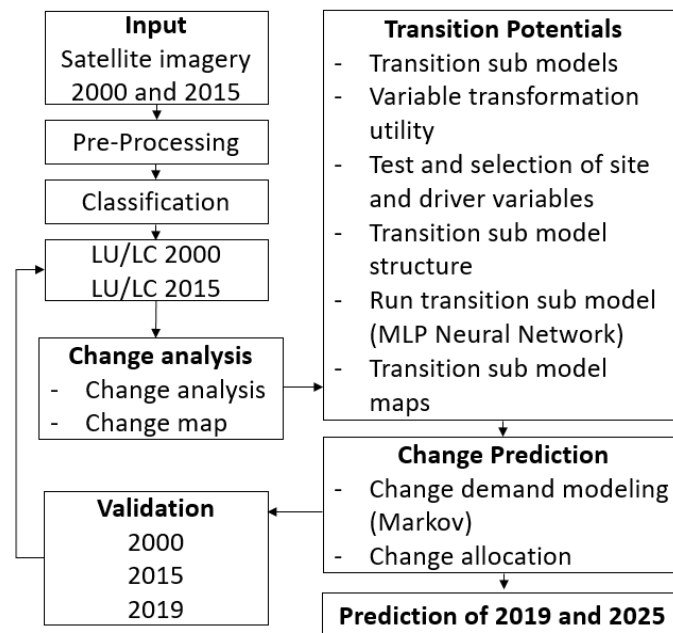 Input
Satellite imagery
2000 and 2015
Pre-Processing
Classification
LU/LC 2000
LU/LC 2015
Change analysis
- Change analysis
- Change map
Transition Potentials
- Transition sub models
- Variable transformation
utility
- Test and selection of site
and driver variables
- Transition sub model
structure
- Run transition sub model
(MLP Neural Network)
- Transition sub model
maps
Change Prediction
- Change demand modeling
(Markov)
- Change allocation
Validation
2000
2015
2019
Prediction of 2019 and 2025